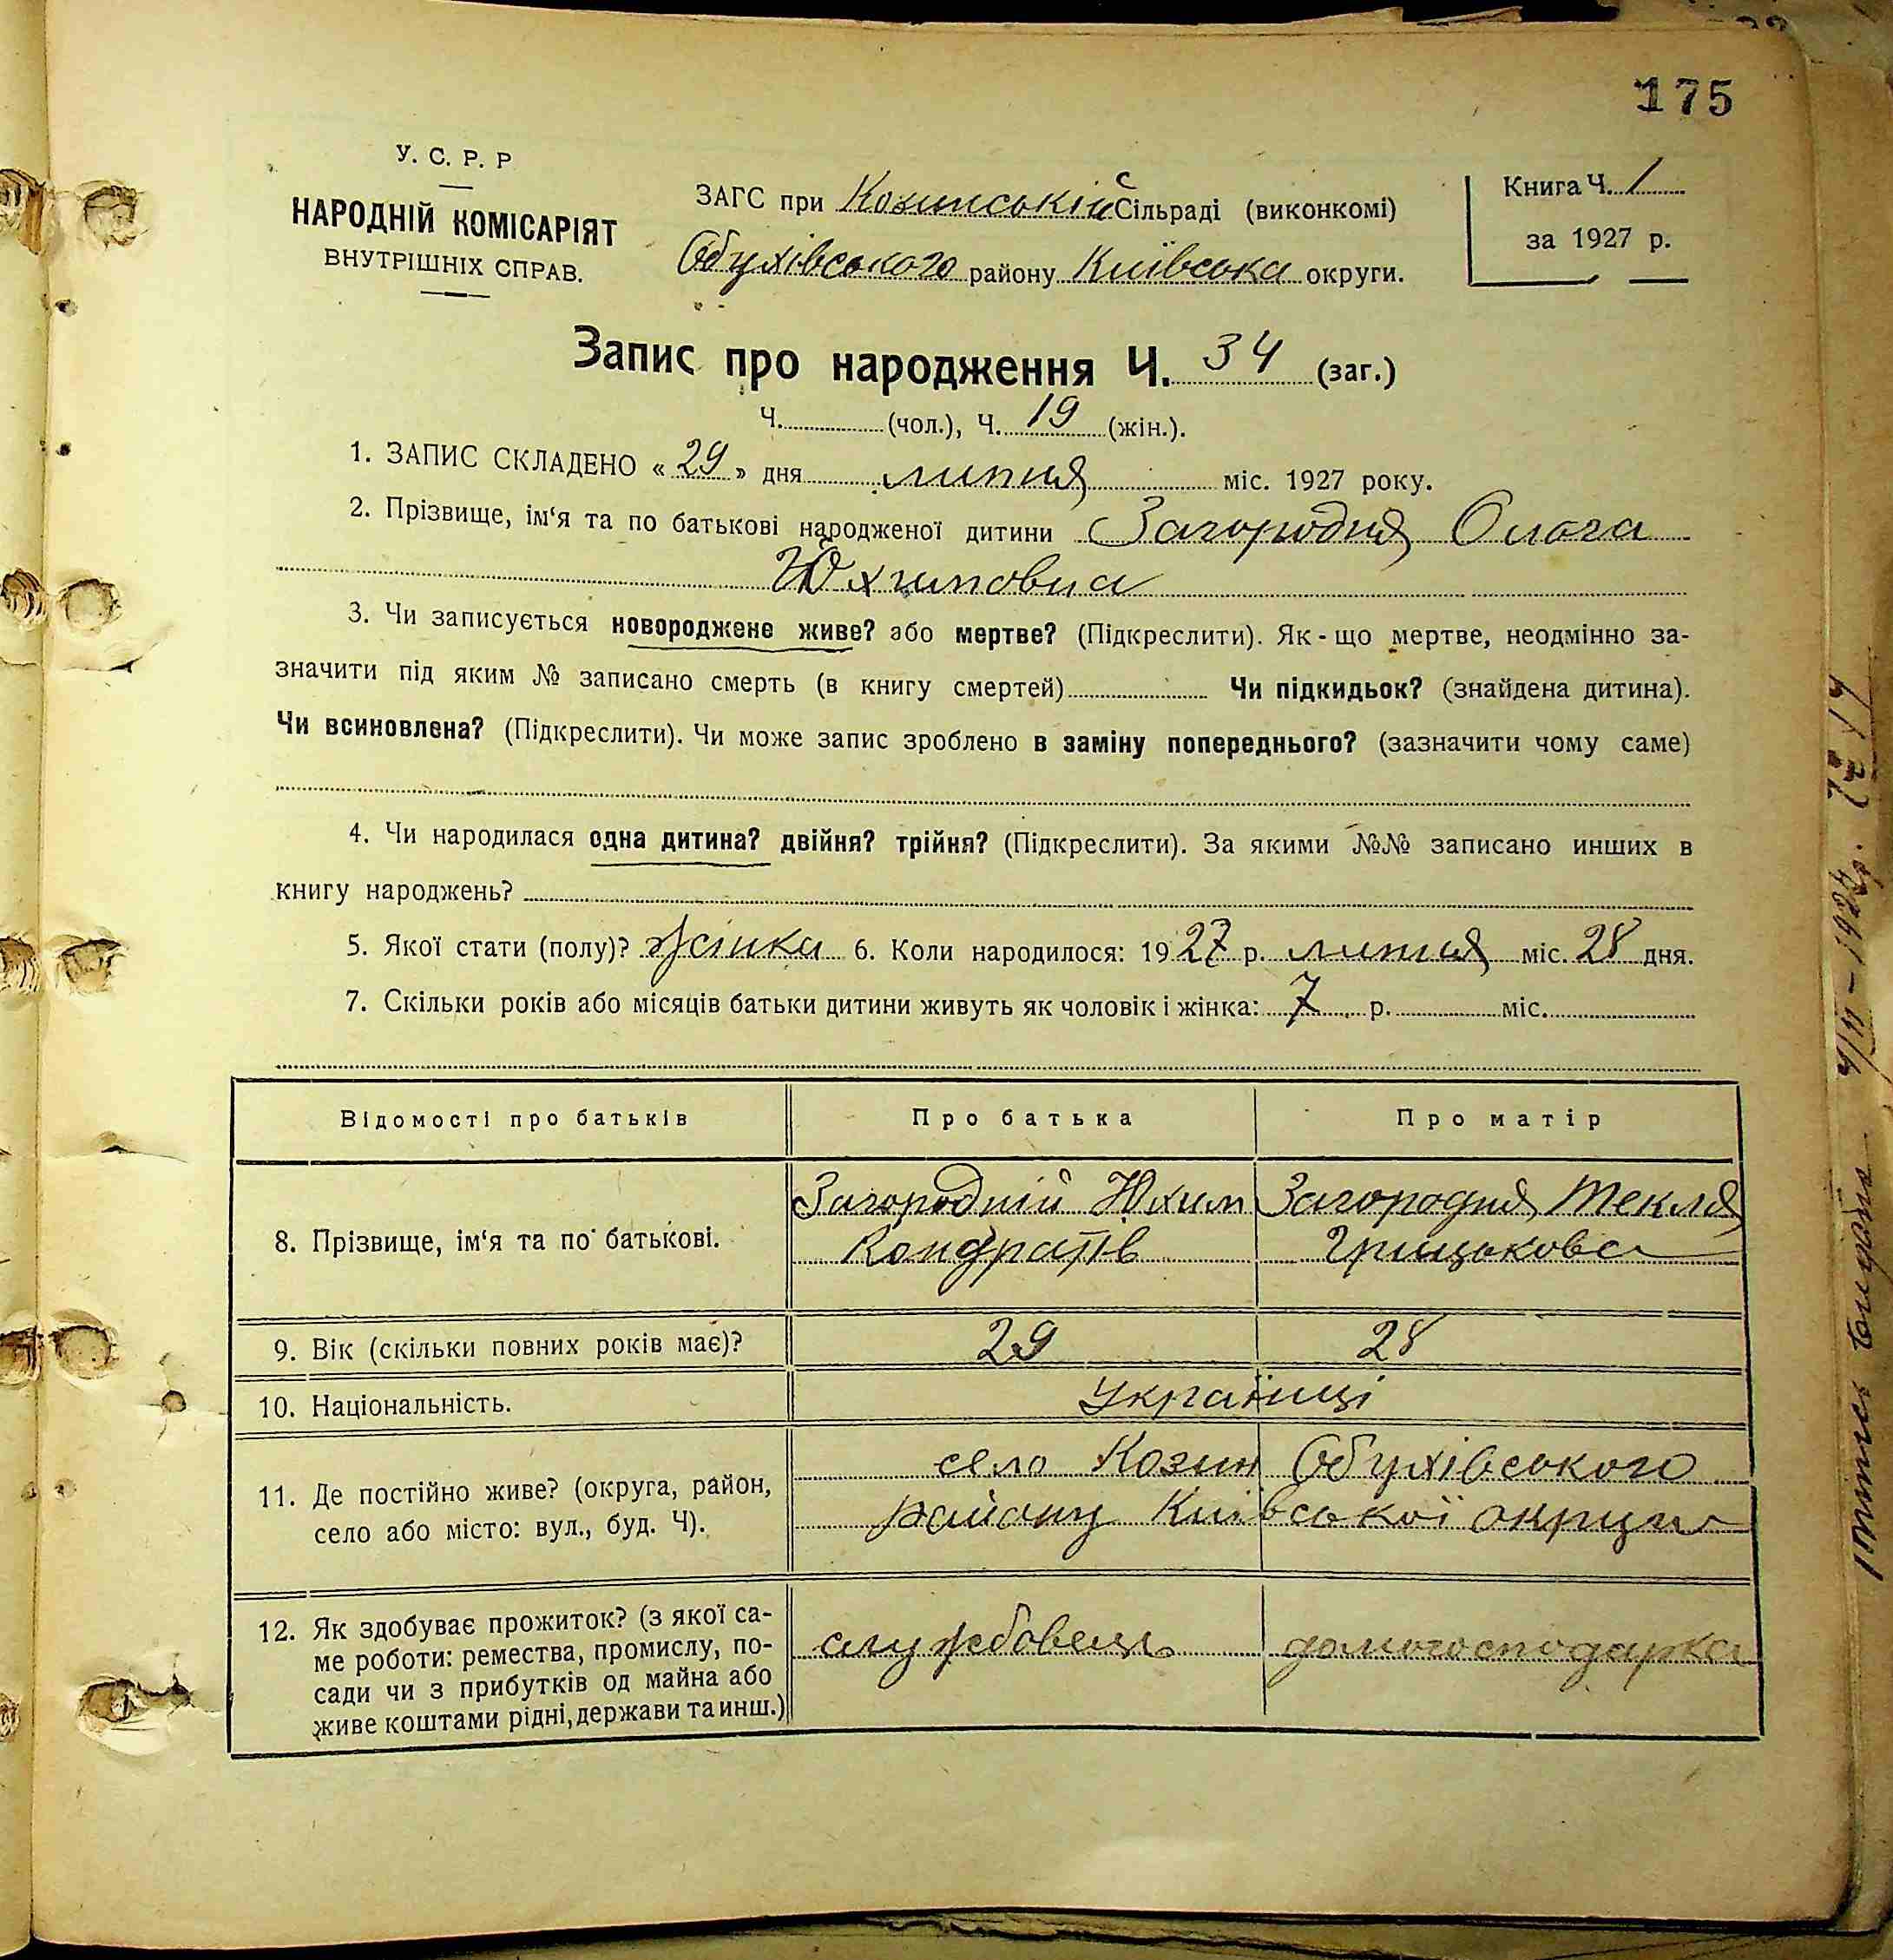 175
У. С. Р. Р
НАРОДНІЙ КОМІСАРІЯТ
ВНУТРІШНІХ СПРАВ.
ЗАГС при Козинській Сільраді (виконкомі)
Обухівського району Київська округи.
Книга Ч. 1
за 1927 р.
Запис про народження Ч. 34 (заг.)
Ч. (чол.), Ч. 19 (жін.).
1. ЗАПИС СКЛАДЕНО « 29 » дня липня міс. 1927 року.
2. Прізвище, ім‘я та по батькові народженої дитини Загородня Ольга
Юхимовна
3. Чи записується новороджене живе? або мертве? (Підкреслити). Як-що мертве, неодмінно за-
значити під яким № записано смерть (в книгу смертей) Чи підкидьок? (знайдена дитина).
Чи всиновлена? (Підкреслити). Чи може запис зроблено в заміну попереднього? (зазначити чому саме)
4. Чи народилася одна дитина? двійня? трійня? (Підкреслити). За якими №№ записано инших в
книгу народжень?
5. Якої стати (полу)? жінка 6. Коли народилося: 1927 р. липня міс. 28 дня.
7. Скільки років або місяців батьки дитини живуть як чоловік і жінка: 7 р. міс.
Відомості про батьків Про батька Про матір
8. Прізвище, ім‘я та по батькові. Загородній Юхим Загородня Текля
Кондратів Грицькова
9. Вік (скільки повних років має)? 29 28
10. Національність. Українці
11. Де постійно живе? (округа, район, село Козин Обухівського
село або місто: вул., буд. Ч). району Київської округи
12. Як здобуває прожиток? (з якої са-
ме роботи: ремества, промислу, по- службовець домогосподарка
сади чи з прибутків од майна або
живе коштами рідні, держави та инш.)